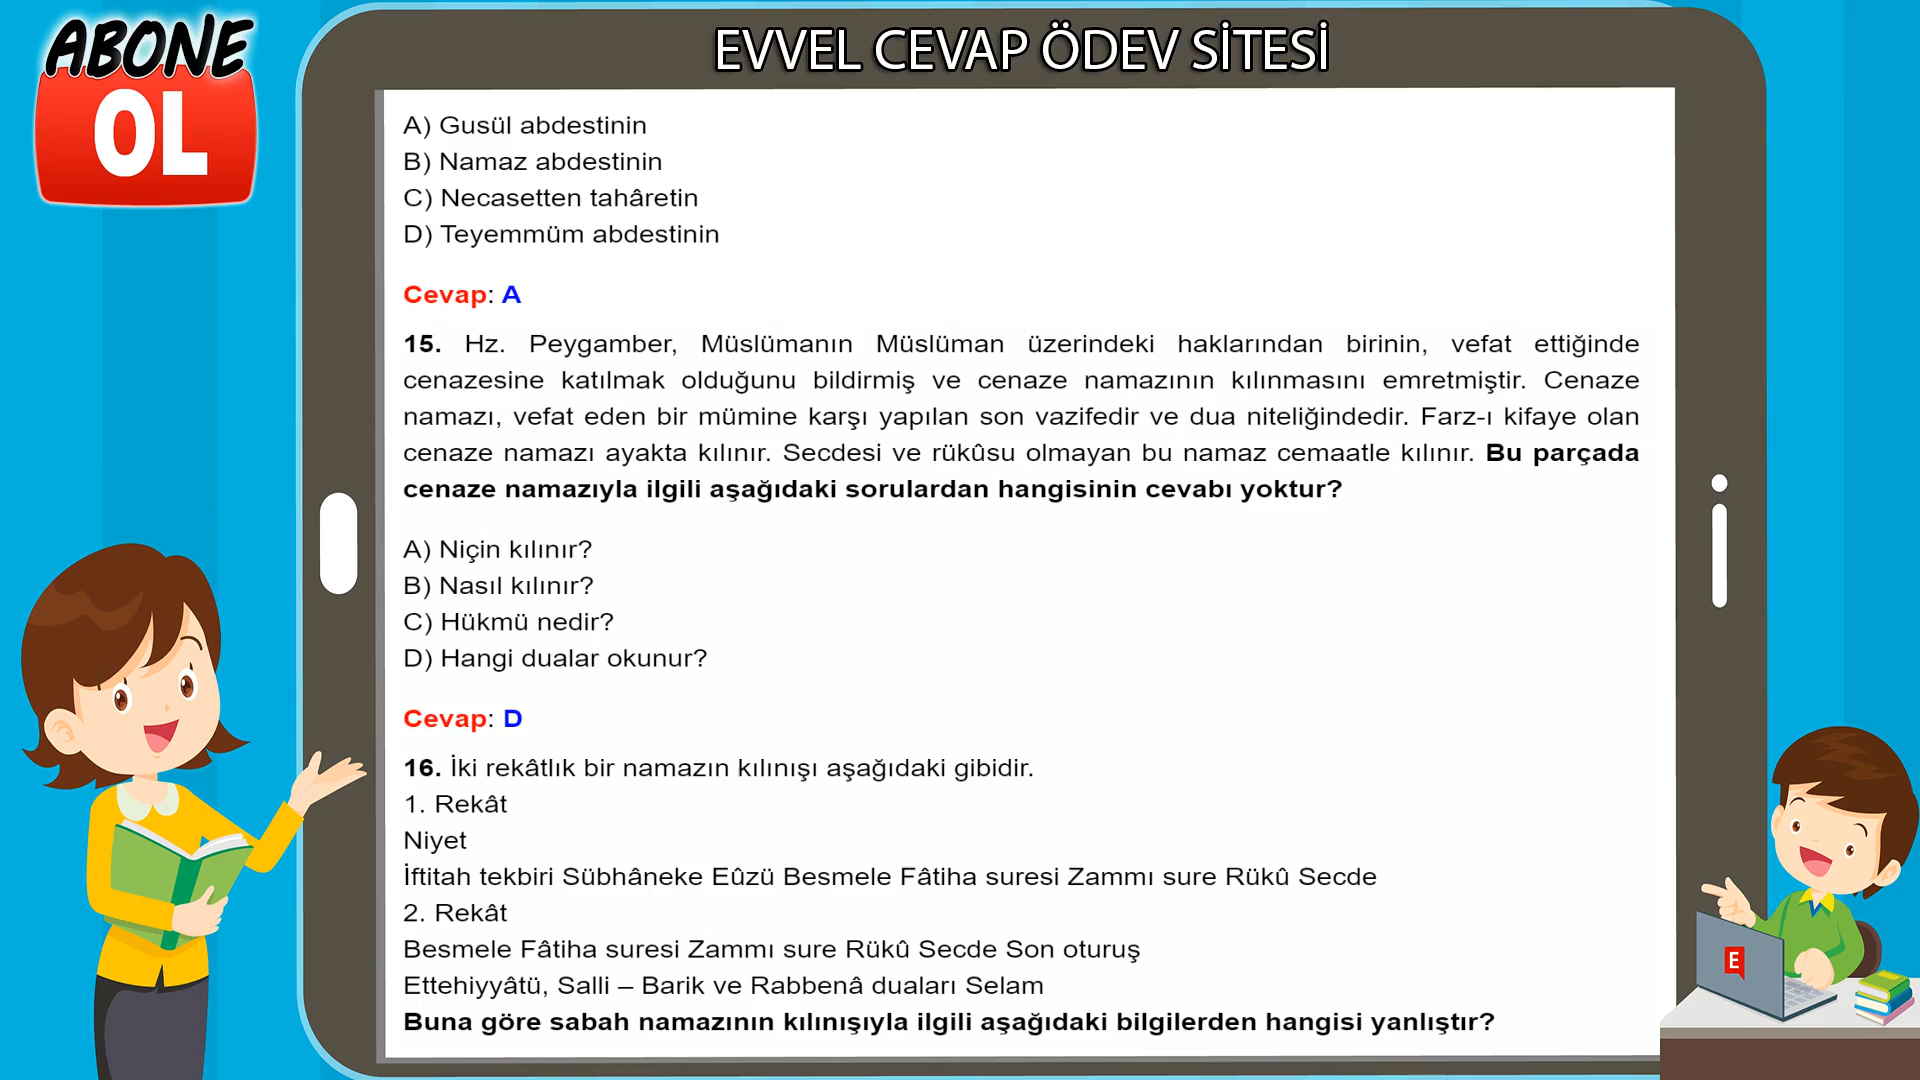 ABONE
OL
EVVEL CEVAP ÖDEV SİTESİ
A) Gusül abdestinin
B) Namaz abdestinin
C) Necasetten tahâretin
D) Teyemmüm abdestinin
Cevap: A
15. Hz. Peygamber, Müslümanın Müslüman üzerindeki haklarından birinin, vefat ettiğinde
cenazesine katılmak olduğunu bildirmiş ve cenaze namazının kılınmasını emretmiştir. Cenaze
namazı, vefat eden bir mümine karşı yapılan son vazifedir ve dua niteliğindedir. Farz-ı kifaye olan
cenaze namazı ayakta kılınır. Secdesi ve rükûsu olmayan bu namaz cemaatle kılınır. Bu parçada
cenaze namazıyla ilgili aşağıdaki sorulardan hangisinin cevabı yoktur?
A) Niçin kılınır?
B) Nasıl kılınır?
C) Hükmü nedir?
D) Hangi dualar okunur?
Cevap: D
16. İki rekâtlık bir namazın kılınışı aşağıdaki gibidir.
1. Rekât
Niyet
İftitah tekbiri Sübhâneke Eûzü Besmele Fâtiha suresi Zammı sure Rükû Secde
2. Rekât
Besmele Fâtiha suresi Zammı sure Rükû Secde Son oturuş
Ettehiyyâtü, Salli – Barik ve Rabbenâ duaları Selam
Buna göre sabah namazının kılınışıyla ilgili aşağıdaki bilgilerden hangisi yanlıştır?
E